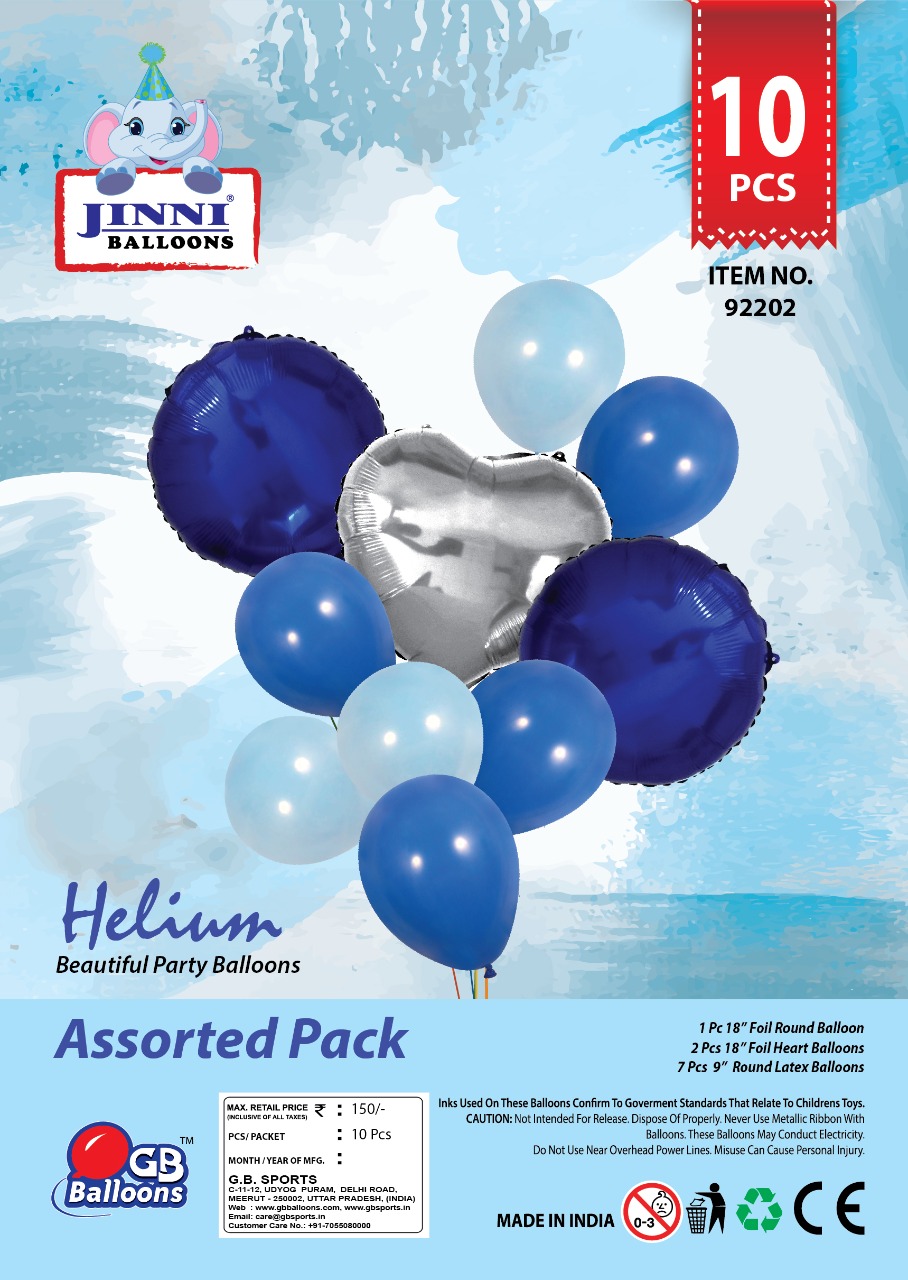 10
PCS
JINNI®
BALLOONS
ITEM NO.
92202
Helium
Beautiful Party Balloons
Assorted Pack
1 Pc 18” Foil Round Balloon
2 Pcs 18” Foil Heart Balloons
7 Pcs 9” Round Latex Balloons
Inks Used On These Balloons Confirm To Goverment Standards That Relate To Childrens Toys.
CAUTION: Not Intended For Release. Dispose Of Properly. Never Use Metallic Ribbon With
Balloons. These Balloons May Conduct Electricity.
Do Not Use Near Overhead Power Lines. Misuse Can Cause Personal Injury.
MAX. RETAIL PRICE ₹ : 150/-
(INCLUSIVE OF ALL TAXES)
PCS/ PACKET : 10 Pcs
MONTH / YEAR OF MFG. :
G.B. SPORTS
C-11-12, UDYOG PURAM, DELHI ROAD,
MEERUT - 250002, UTTAR PRADESH, (INDIA)
Web : www.gbballoons.com, www.gbsports.in
Email: care@gbsports.in
Customer Care No.: +91-7055080000
GB TM
Balloons
MADE IN INDIA
0-3
CE